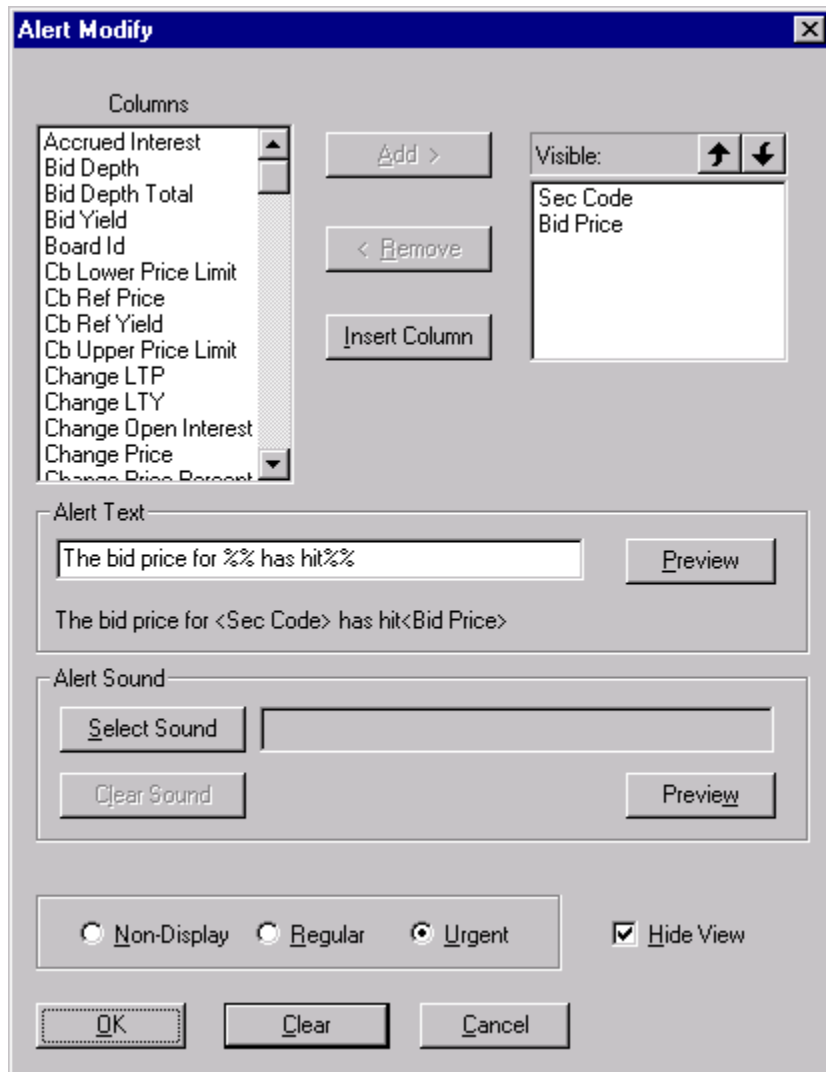 Alert Modify
Columns
Accrued Interest
Bid Depth
Bid Depth Total
Bid Yield
Board Id
Cb Lower Price Limit
Cb Ref Price
Cb Ref Yield
Cb Upper Price Limit
Change LTP
Change LTY
Change Open Interest
Change Price
Change Price Percent
Add >
< Remove
Insert Column
Visible:
Sec Code
Bid Price
Alert Text
The bid price for %% has hit%%
Preview
The bid price for <Sec Code> has hit<Bid Price>
Alert Sound
Select Sound
Clear Sound
Preview
Non-Display Regular Urgent
Hide View
OK Clear Cancel